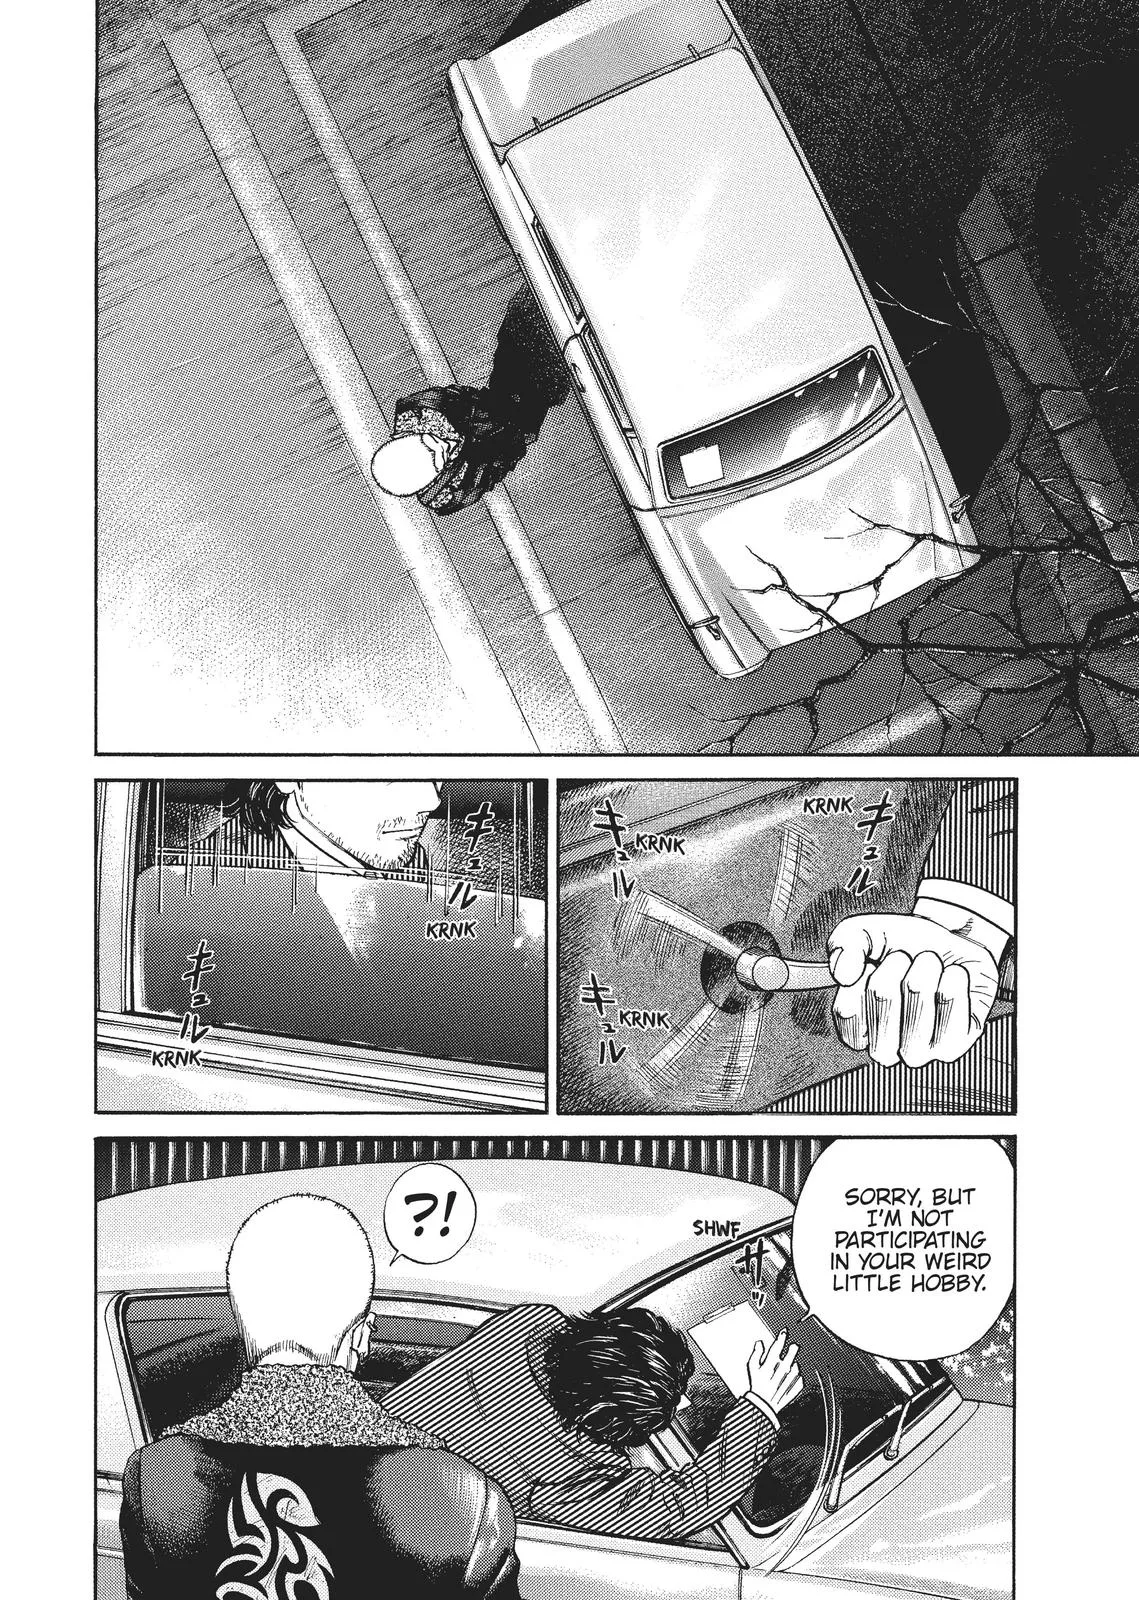 KRNK
キュル
キュル
KRNK
キュル
KRNK
キュル
KRNK
キュル
KRNK
SORRY, BUT
I'M NOT
PARTICIPATING
IN YOUR WEIRD
LITTLE HOBBY.
SHWF
サッ
?!